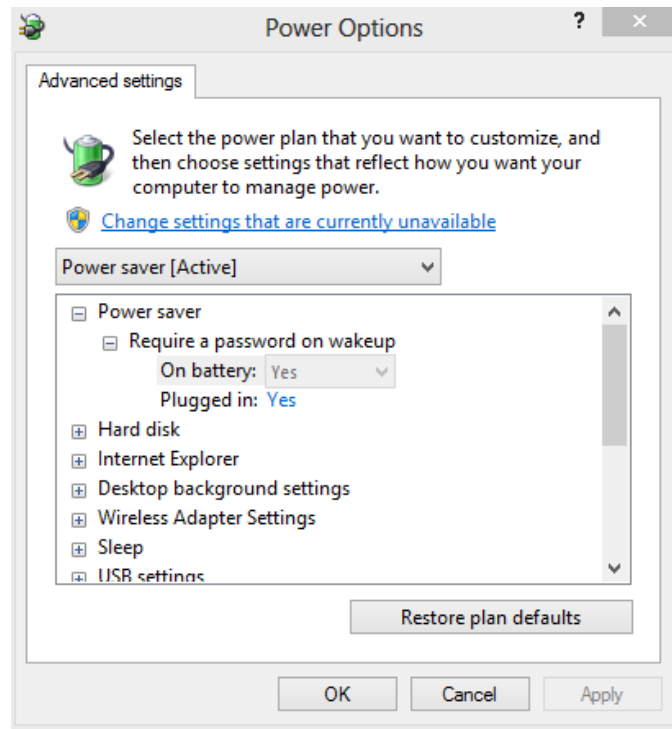 Power Options
?
Advanced settings
Select the power plan that you want to customize, and
then choose settings that reflect how you want your
computer to manage power.
Change settings that are currently unavailable
Power saver [Active]
Power saver
Require a password on wakeup
On battery: Yes
Plugged in: Yes
Hard disk
Internet Explorer
Desktop background settings
Wireless Adapter Settings
Sleep
USB settings
Restore plan defaults
OK Cancel Apply